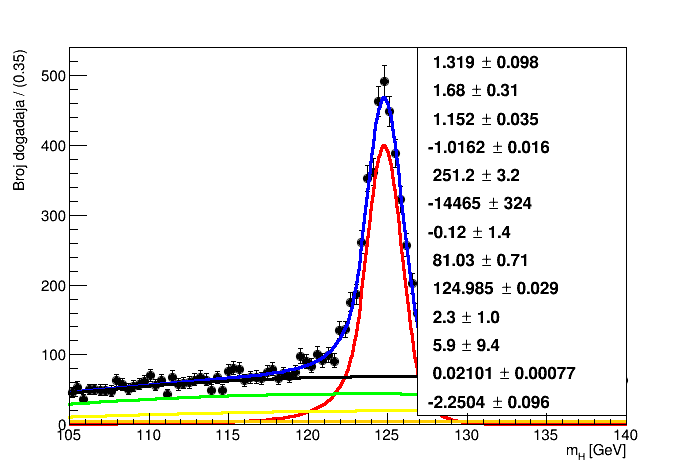 Broj dogadaja / (0.35)
500
400
300
200
100
0
1.319 ± 0.098
1.68 ± 0.31
1.152 ± 0.035
-1.0162 ± 0.016
251.2 ± 3.2
-14465 ± 324
-0.12 ± 1.4
81.03 ± 0.71
124.985 ± 0.029
2.3 ± 1.0
5.9 ± 9.4
0.02101 ± 0.00077
-2.2504 ± 0.096
105 110 115 120 125 130 135 140
m_H [GeV]